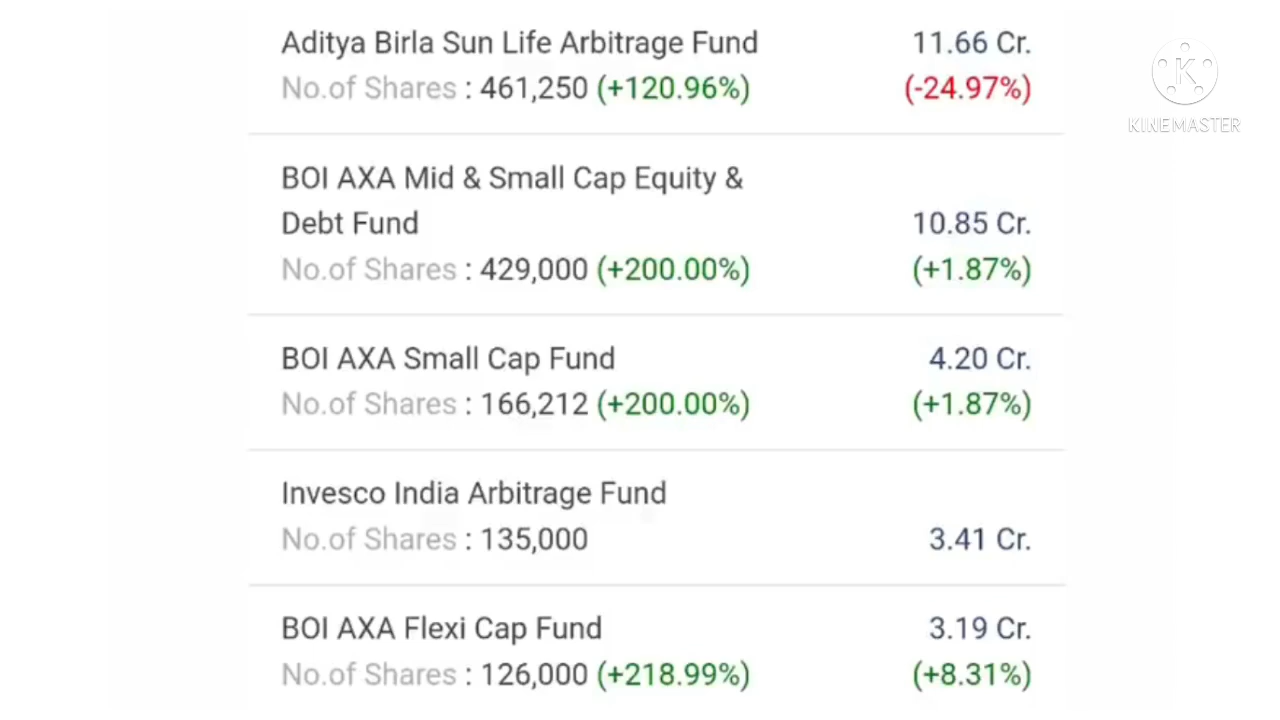 Aditya Birla Sun Life Arbitrage Fund 11.66 Cr.
No.of Shares : 461,250 (+120.96%) (-24.97%)
K
KINEMASTER
BOI AXA Mid & Small Cap Equity &
Debt Fund 10.85 Cr.
No.of Shares : 429,000 (+200.00%) (+1.87%)
BOI AXA Small Cap Fund 4.20 Cr.
No.of Shares : 166,212 (+200.00%) (+1.87%)
Invesco India Arbitrage Fund
No.of Shares : 135,000 3.41 Cr.
BOI AXA Flexi Cap Fund 3.19 Cr.
No.of Shares : 126,000 (+218.99%) (+8.31%)